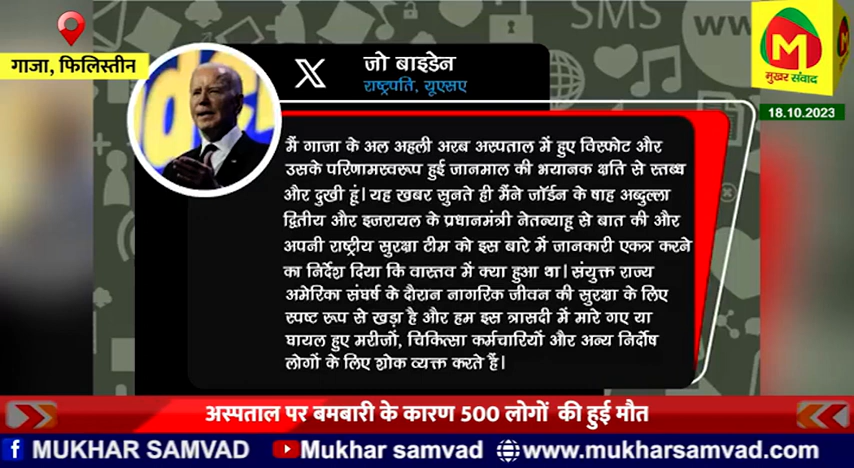 SMS
WW
M
मुखर संवाद
गाजा, फिलिस्तीन
X
जो बाइडेन
राष्ट्रपति, यूएसए
18.10.2023
मैं गाजा के अल अहली अरब अस्पताल में हुए विस्फोट और
उसके परिणामस्वरूप हुई जानमाल की भयानक क्षति से स्तब्ध
और दुखी हूं। यह खबर सुनते ही मैंने जॉर्डन के षाह अब्दुल्ला
द्वितीय और इजरायल के प्रधानमंत्री नेतन्याहू से बात की और
अपनी राष्ट्रीय सुरक्षा टीम को इस बारे में जानकारी एकत्र करने
का निर्देश दिया कि वास्तव में क्या हुआ था। संयुक्त राज्य
अमेरिका संघर्ष के दौरान नागरिक जीवन की सुरक्षा के लिए
स्पष्ट रूप से खड़ा है और हम इस त्रासदी में मारे गए या
घायल हुए मरीजों, चिकित्सा कर्मचारियों और अन्य निर्दोष
लोगों के लिए शोक व्यक्त करते हैं।
अस्पताल पर बमबारी के कारण 500 लोगों की हुई मौत
f MUKHAR SAMVAD Mukhar samvad www.mukharsamvad.com